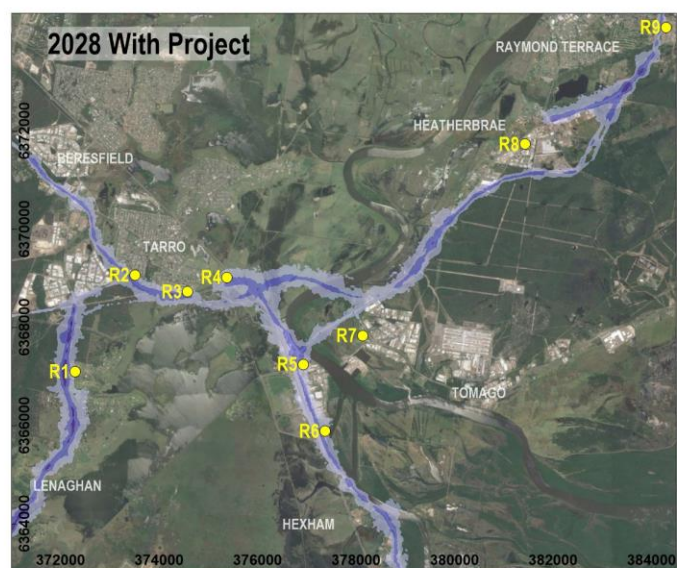 2028 With Project
R9
RAYMOND TERRACE
HEATHERBRAE
R8
BERESFIELD
TARRO
R2
R3
R4
R7
R5
R1
TOMAGO
R6
LENAGHAN
HEXHAM
6372000
6370000
6368000
6366000
6364000
372000 374000 376000 378000 380000 382000 384000